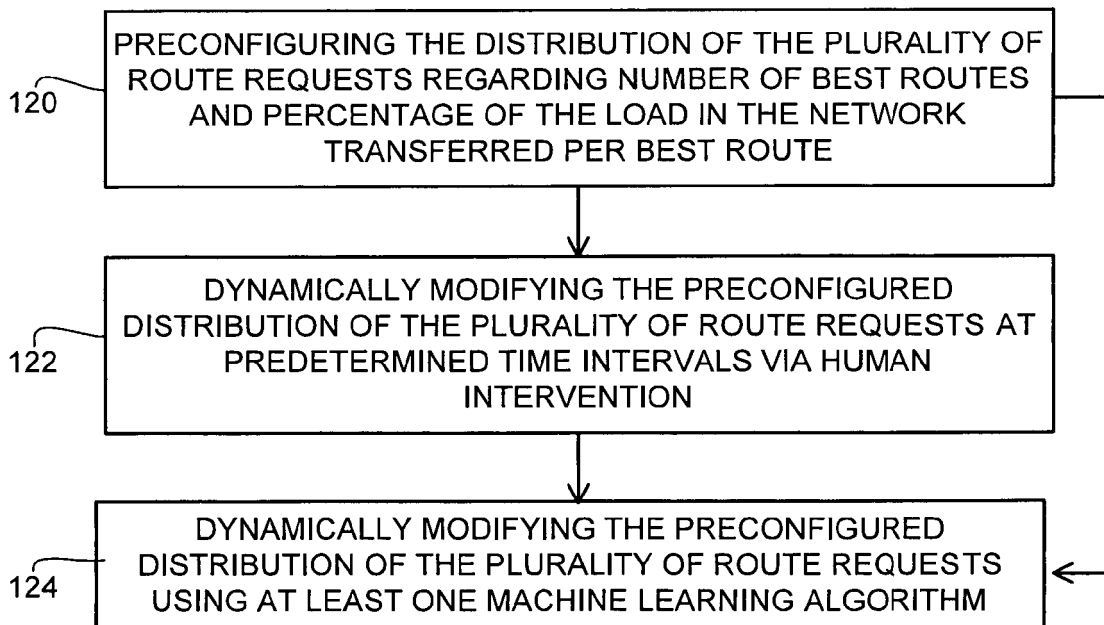 PRECONFIGURING THE DISTRIBUTION OF THE PLURALITY OF
ROUTE REQUESTS REGARDING NUMBER OF BEST ROUTES
AND PERCENTAGE OF THE LOAD IN THE NETWORK
TRANSFERRED PER BEST ROUTE
120
DYNAMICALLY MODIFYING THE PRECONFIGURED
DISTRIBUTION OF THE PLURALITY OF ROUTE REQUESTS AT
PREDETERMINED TIME INTERVALS VIA HUMAN
INTERVENTION
122
DYNAMICALLY MODIFYING THE PRECONFIGURED
DISTRIBUTION OF THE PLURALITY OF ROUTE REQUESTS
USING AT LEAST ONE MACHINE LEARNING ALGORITHM
124